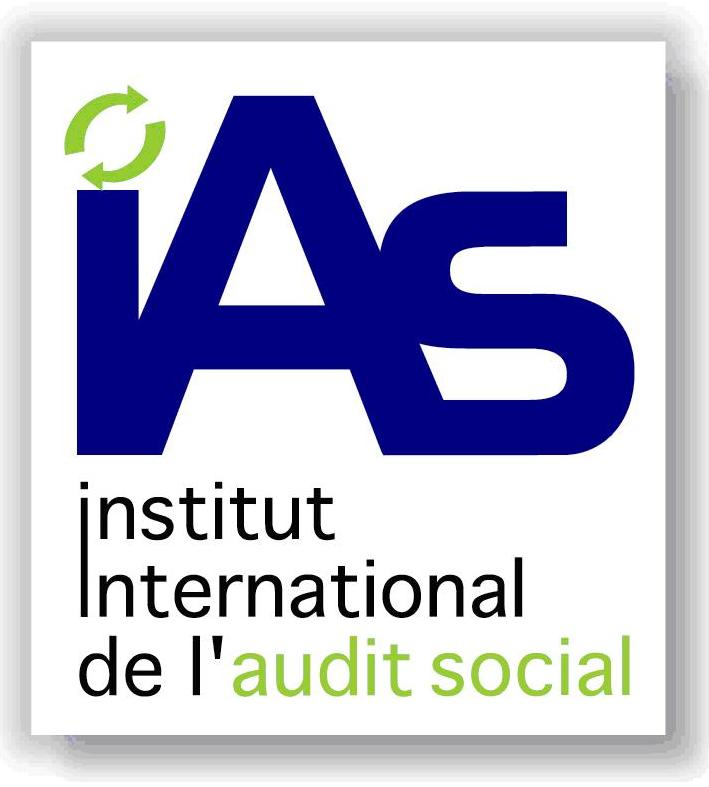 iAs
institut
International
de l'audit social